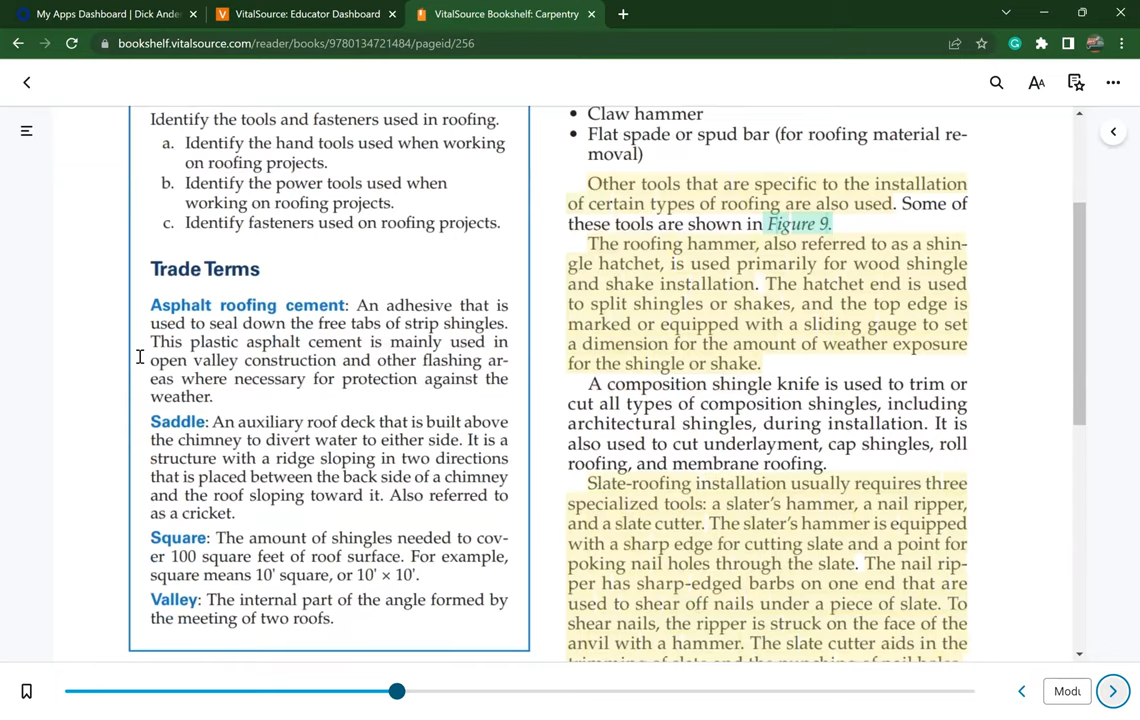 My Apps Dashboard | Dick Ander
VitalSource: Educator Dashboard
VitalSource Bookshelf: Carpentry
bookshelf.vitalsource.com/reader/books/9780134721484/pageid/256
Identify the tools and fasteners used in roofing.
a. Identify the hand tools used when working
on roofing projects.
b. Identify the power tools used when
working on roofing projects.
c. Identify fasteners used on roofing projects.
Trade Terms
Asphalt roofing cement: An adhesive that is
used to seal down the free tabs of strip shingles.
This plastic asphalt cement is mainly used in
open valley construction and other flashing ar-
eas where necessary for protection against the
weather.
Saddle: An auxiliary roof deck that is built above
the chimney to divert water to either side. It is a
structure with a ridge sloping in two directions
that is placed between the back side of a chimney
and the roof sloping toward it. Also referred to
as a cricket.
Square: The amount of shingles needed to cov-
er 100 square feet of roof surface. For example,
square means 10' square, or 10' × 10'.
Valley: The internal part of the angle formed by
the meeting of two roofs.
• Claw hammer
• Flat spade or spud bar (for roofing material re-
moval)
Other tools that are specific to the installation
of certain types of roofing are also used. Some of
these tools are shown in Figure 9.
The roofing hammer, also referred to as a shin-
gle hatchet, is used primarily for wood shingle
and shake installation. The hatchet end is used
to split shingles or shakes, and the top edge is
marked or equipped with a sliding gauge to set
a dimension for the amount of weather exposure
for the shingle or shake.
A composition shingle knife is used to trim or
cut all types of composition shingles, including
architectural shingles, during installation. It is
also used to cut underlayment, cap shingles, roll
roofing, and membrane roofing.
Slate-roofing installation usually requires three
specialized tools: a slater's hammer, a nail ripper,
and a slate cutter. The slater's hammer is equipped
with a sharp edge for cutting slate and a point for
poking nail holes through the slate. The nail rip-
per has sharp-edged barbs on one end that are
used to shear off nails under a piece of slate. To
shear nails, the ripper is struck on the face of the
anvil with a hammer. The slate cutter aids in the
trimming of slate and the punching of nail holes
Modu